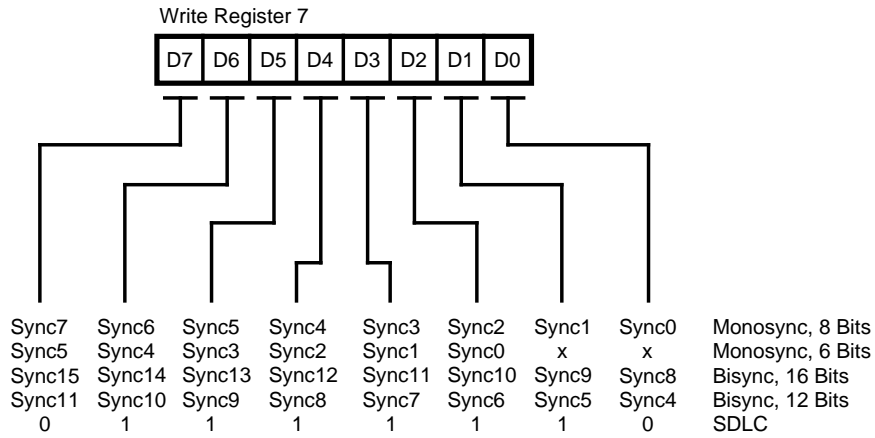 Write Register 7
D7 D6 D5 D4 D3 D2 D1 D0
Sync7 Sync6 Sync5 Sync4 Sync3 Sync2 Sync1 Sync0 Monosync, 8 Bits
Sync5 Sync4 Sync3 Sync2 Sync1 Sync0 x x Monosync, 6 Bits
Sync15 Sync14 Sync13 Sync12 Sync11 Sync10 Sync9 Sync8 Bisync, 16 Bits
Sync11 Sync10 Sync9 Sync8 Sync7 Sync6 Sync5 Sync4 Bisync, 12 Bits
0 1 1 1 1 1 1 0 SDLC